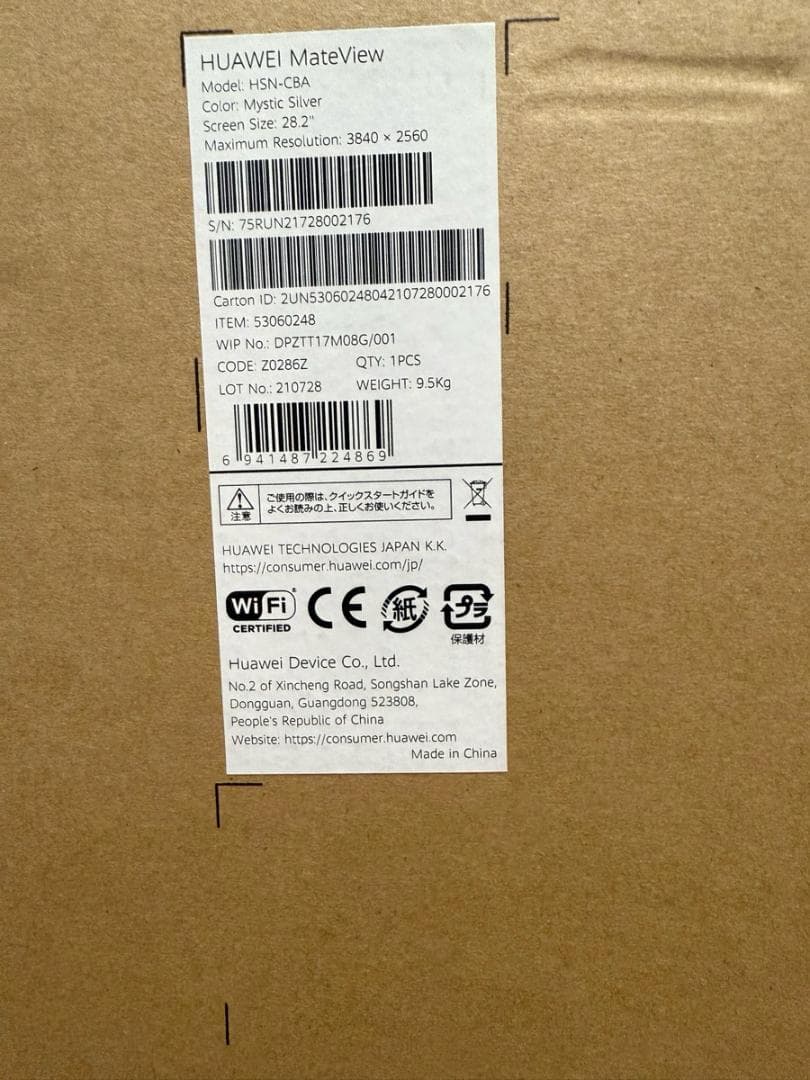 HUAWEI MateView
Model: HSN-CBA
Color: Mystic Silver
Screen Size: 28.2"
Maximum Resolution: 3840 × 2560
S/N: 75RUN21728002176
Carton ID: 2UN53060248042107280002176
ITEM: 53060248
WIP No.: DPZTT17M08G/001
CODE: Z0286Z QTY: 1PCS
LOT No.: 210728 WEIGHT: 9.5Kg
6 941487 224869
注意
ご使用の際は、クイックスタートガイドを
よくお読みの上、正しくお使いください。
HUAWEI TECHNOLOGIES JAPAN K.K.
https://consumer.huawei.com/jp/
Wi Fi
CERTIFIED
CE
紙
プラ
保護材
Huawei Device Co., Ltd.
No.2 of Xincheng Road, Songshan Lake Zone,
Dongguan, Guangdong 523808,
People's Republic of China
Website: https://consumer.huawei.com
Made in China